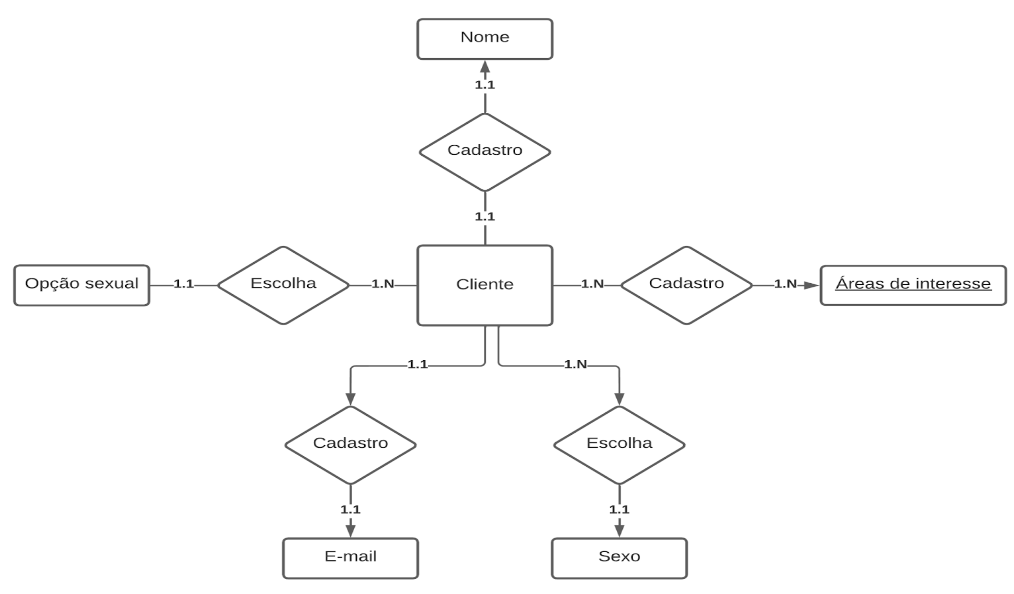 Nome
1.1
Cadastro
1.1
Opção sexual
1.1
Escolha
1.N
Cliente
1.N
Cadastro
1.N
Áreas de interesse
1.1
1.N
Cadastro
Escolha
1.1
1.1
E-mail
Sexo